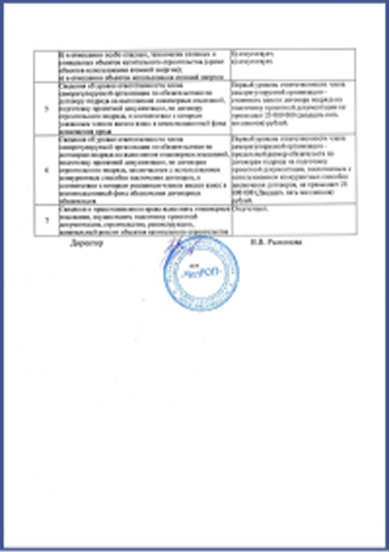 б) в отношении особо опасных, технически сложных и
уникальных объектов капитального строительства (кроме
объектов использования атомной энергии);
в) в отношении объектов использования атомной энергии
б) отсутствует,
в) отсутствует.
5
Сведения об уровне ответственности члена
саморегулируемой организации по обязательствам по
договору подряда на выполнение инженерных изысканий,
подготовку проектной документации, по договору
строительного подряда, в соответствии с которым
указанным членом внесен взнос в компенсационный фонд
возмещения вреда
Первый уровень ответственности члена
саморегулируемой организации -
стоимость одного договора подряда на
подготовку проектной документации не
превышает 25 000 000 (двадцать пять
миллионов) рублей.
6
Сведения об уровне ответственности члена
саморегулируемой организации по обязательствам по
договорам подряда на выполнение инженерных изысканий,
подготовку проектной документации, по договорам
строительного подряда, заключаемым с использованием
конкурентных способов заключения договоров, в
соответствии с которым указанным членом внесен взнос в
компенсационный фонд обеспечения договорных
обязательств
Первый уровень ответственности члена
саморегулируемой организации -
предельный размер обязательств по
договорам подряда на подготовку
проектной документации, заключаемым с
использованием конкурентных способов
заключения договоров, не превышает 25
000 000 (Двадцать пять миллионов)
рублей.
7
Сведения о приостановлении права выполнять инженерные
изыскания, осуществлять подготовку проектной
документации, строительство, реконструкцию,
капитальный ремонт объектов капитального строительства
Отсутствуют.
Директор